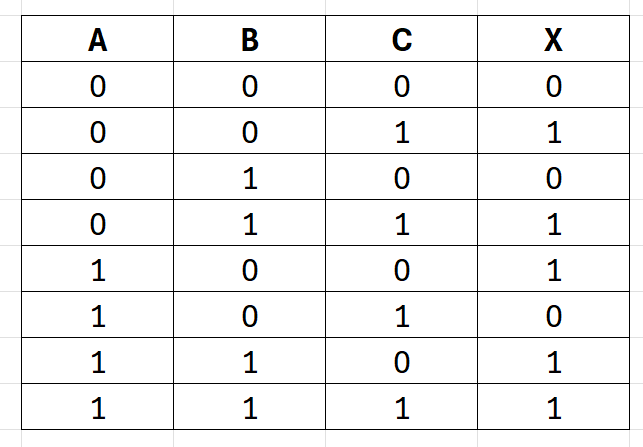 A B C X
0 0 0 0
0 0 1 1
0 1 0 0
0 1 1 1
1 0 0 1
1 0 1 0
1 1 0 1
1 1 1 1